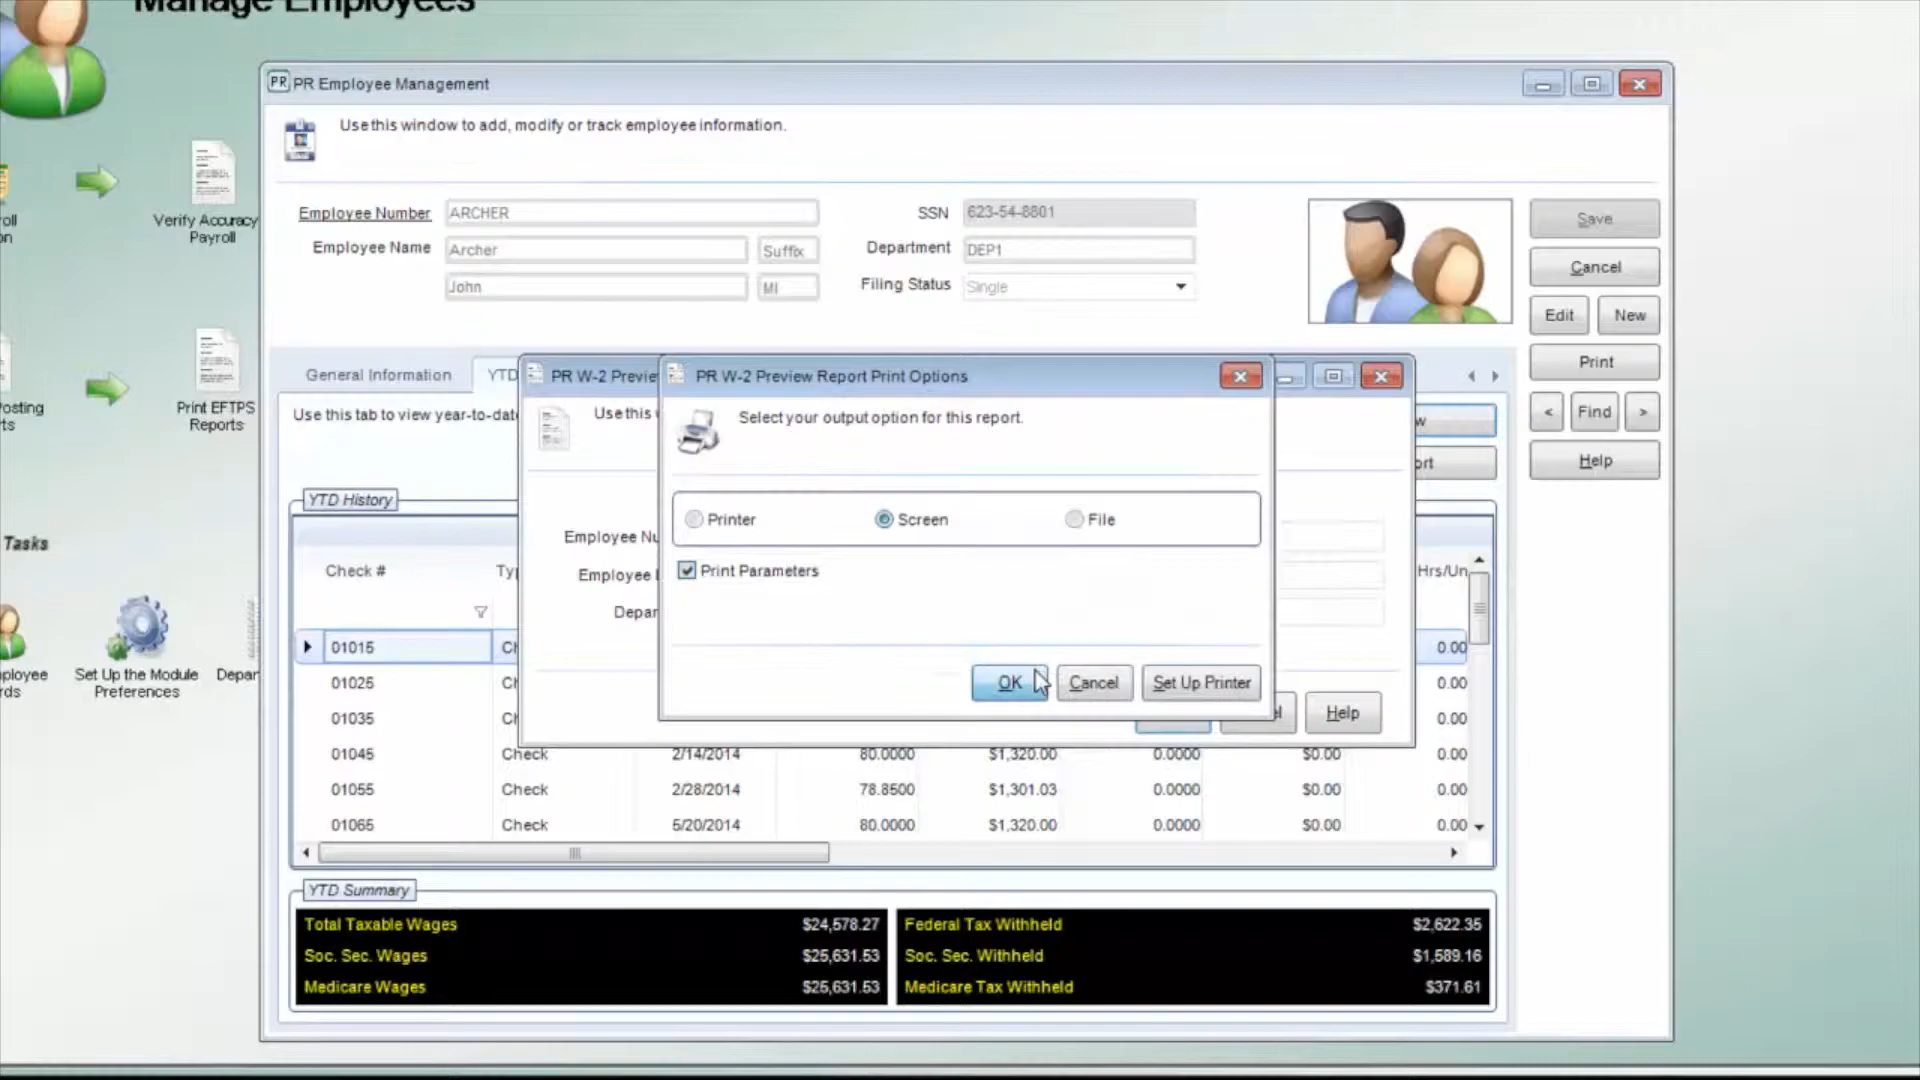 Manage Employees
PR PR Employee Management
Use this window to add, modify or track employee information.
Employee Number ARCHER SSN 623-54-8801 Save
Employee Name Archer Suffix Department DEP1 Cancel
John MI Filing Status Single Edit New
Print
Verify Accuracy
Payroll
General Information YTD PR W-2 PR W-2 Preview Report Print Options
Use this tab to view year-to-date Use this Select your output option for this report. < Find >
Help
Print EFTPS
Reports
YTD History
Printer Screen File
Tasks Employee
Check # Print Parameters Hrs/Un
Employee
01015 0.00
Set Up the Module
Preferences
01025 OK Cancel Set Up Printer 0.00
01035 Help 0.00
01045 Check 2/14/2014 80.0000 $1,320.00 0.0000 $0.00 0.00
01055 Check 2/28/2014 78.8500 $1,301.03 0.0000 $0.00 0.00
01065 Check 5/20/2014 80.0000 $1,320.00 0.0000 $0.00 0.00
YTD Summary
Total Taxable Wages $24,578.27 Federal Tax Withheld $2,622.35
Soc. Sec. Wages $25,631.53 Soc. Sec. Withheld $1,589.16
Medicare Wages $25,631.53 Medicare Tax Withheld $371.61